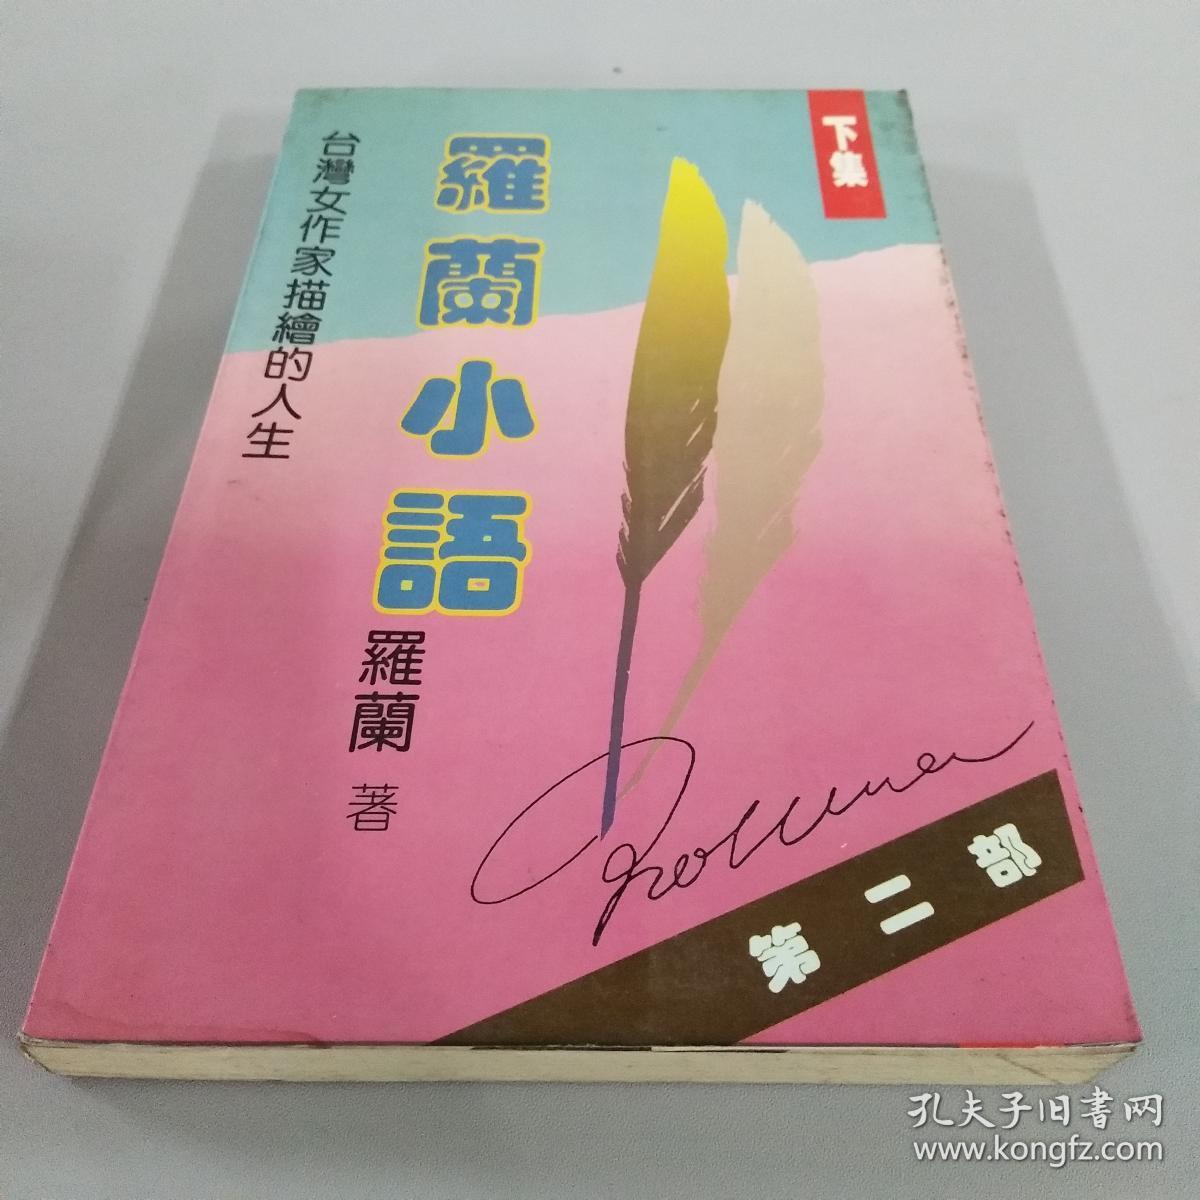 下集
羅蘭小語
台灣女作家描繪的人生
羅蘭 著
第二部
孔夫子旧书网
www.kongfz.com